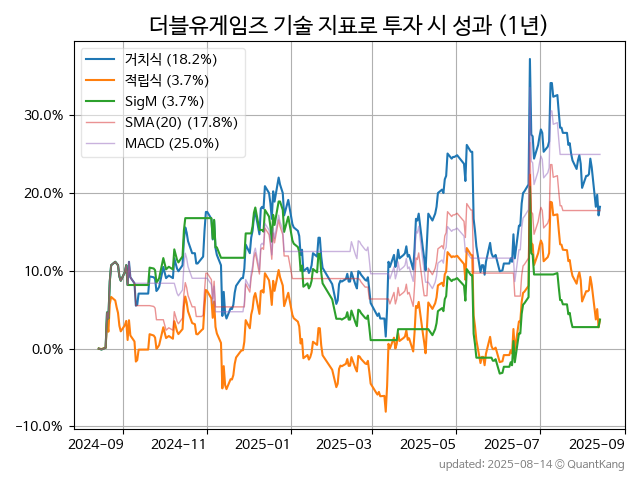 더블유게임즈 기술 지표로 투자 시 성과 (1년)
거치식 (18.2%)
적립식 (3.7%)
SigM (3.7%)
SMA(20) (17.8%)
MACD (25.0%)
30.0%
20.0%
10.0%
0.0%
−10.0%
2024-09 2024-11 2025-01 2025-03 2025-05 2025-07 2025-09
updated: 2025-08-14 © QuantKang